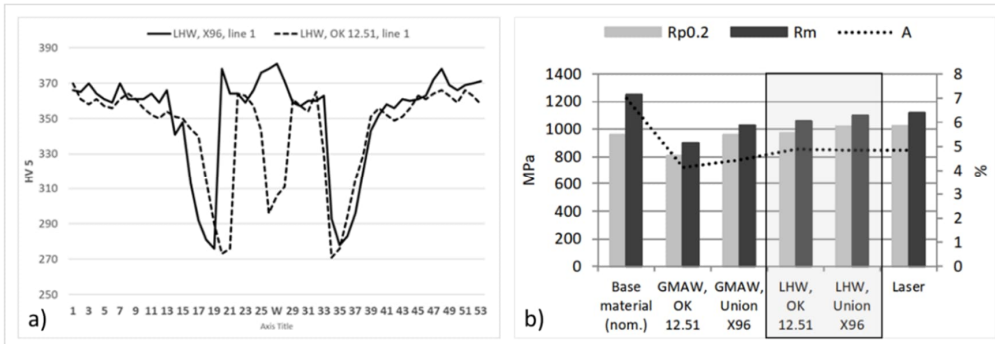 LHW, X96, line 1 LHW, OK 12.51, line 1
390
370
350
330
310
290
270
250
HV 5
1 3 5 7 9 11 13 15 17 19 21 23 25 W 29 31 33 35 37 39 41 43 45 47 49 51 53
Axis Title
a)
Rp0.2 Rm A
1400
1200
1000
800
600
400
200
0
MPa
8
7
6
5
4
3
2
1
0
%
Base
material
(nom.)
GMAW,
OK
12.51
GMAW,
Union
X96
LHW,
OK
12.51
LHW,
Union
X96
Laser
b)